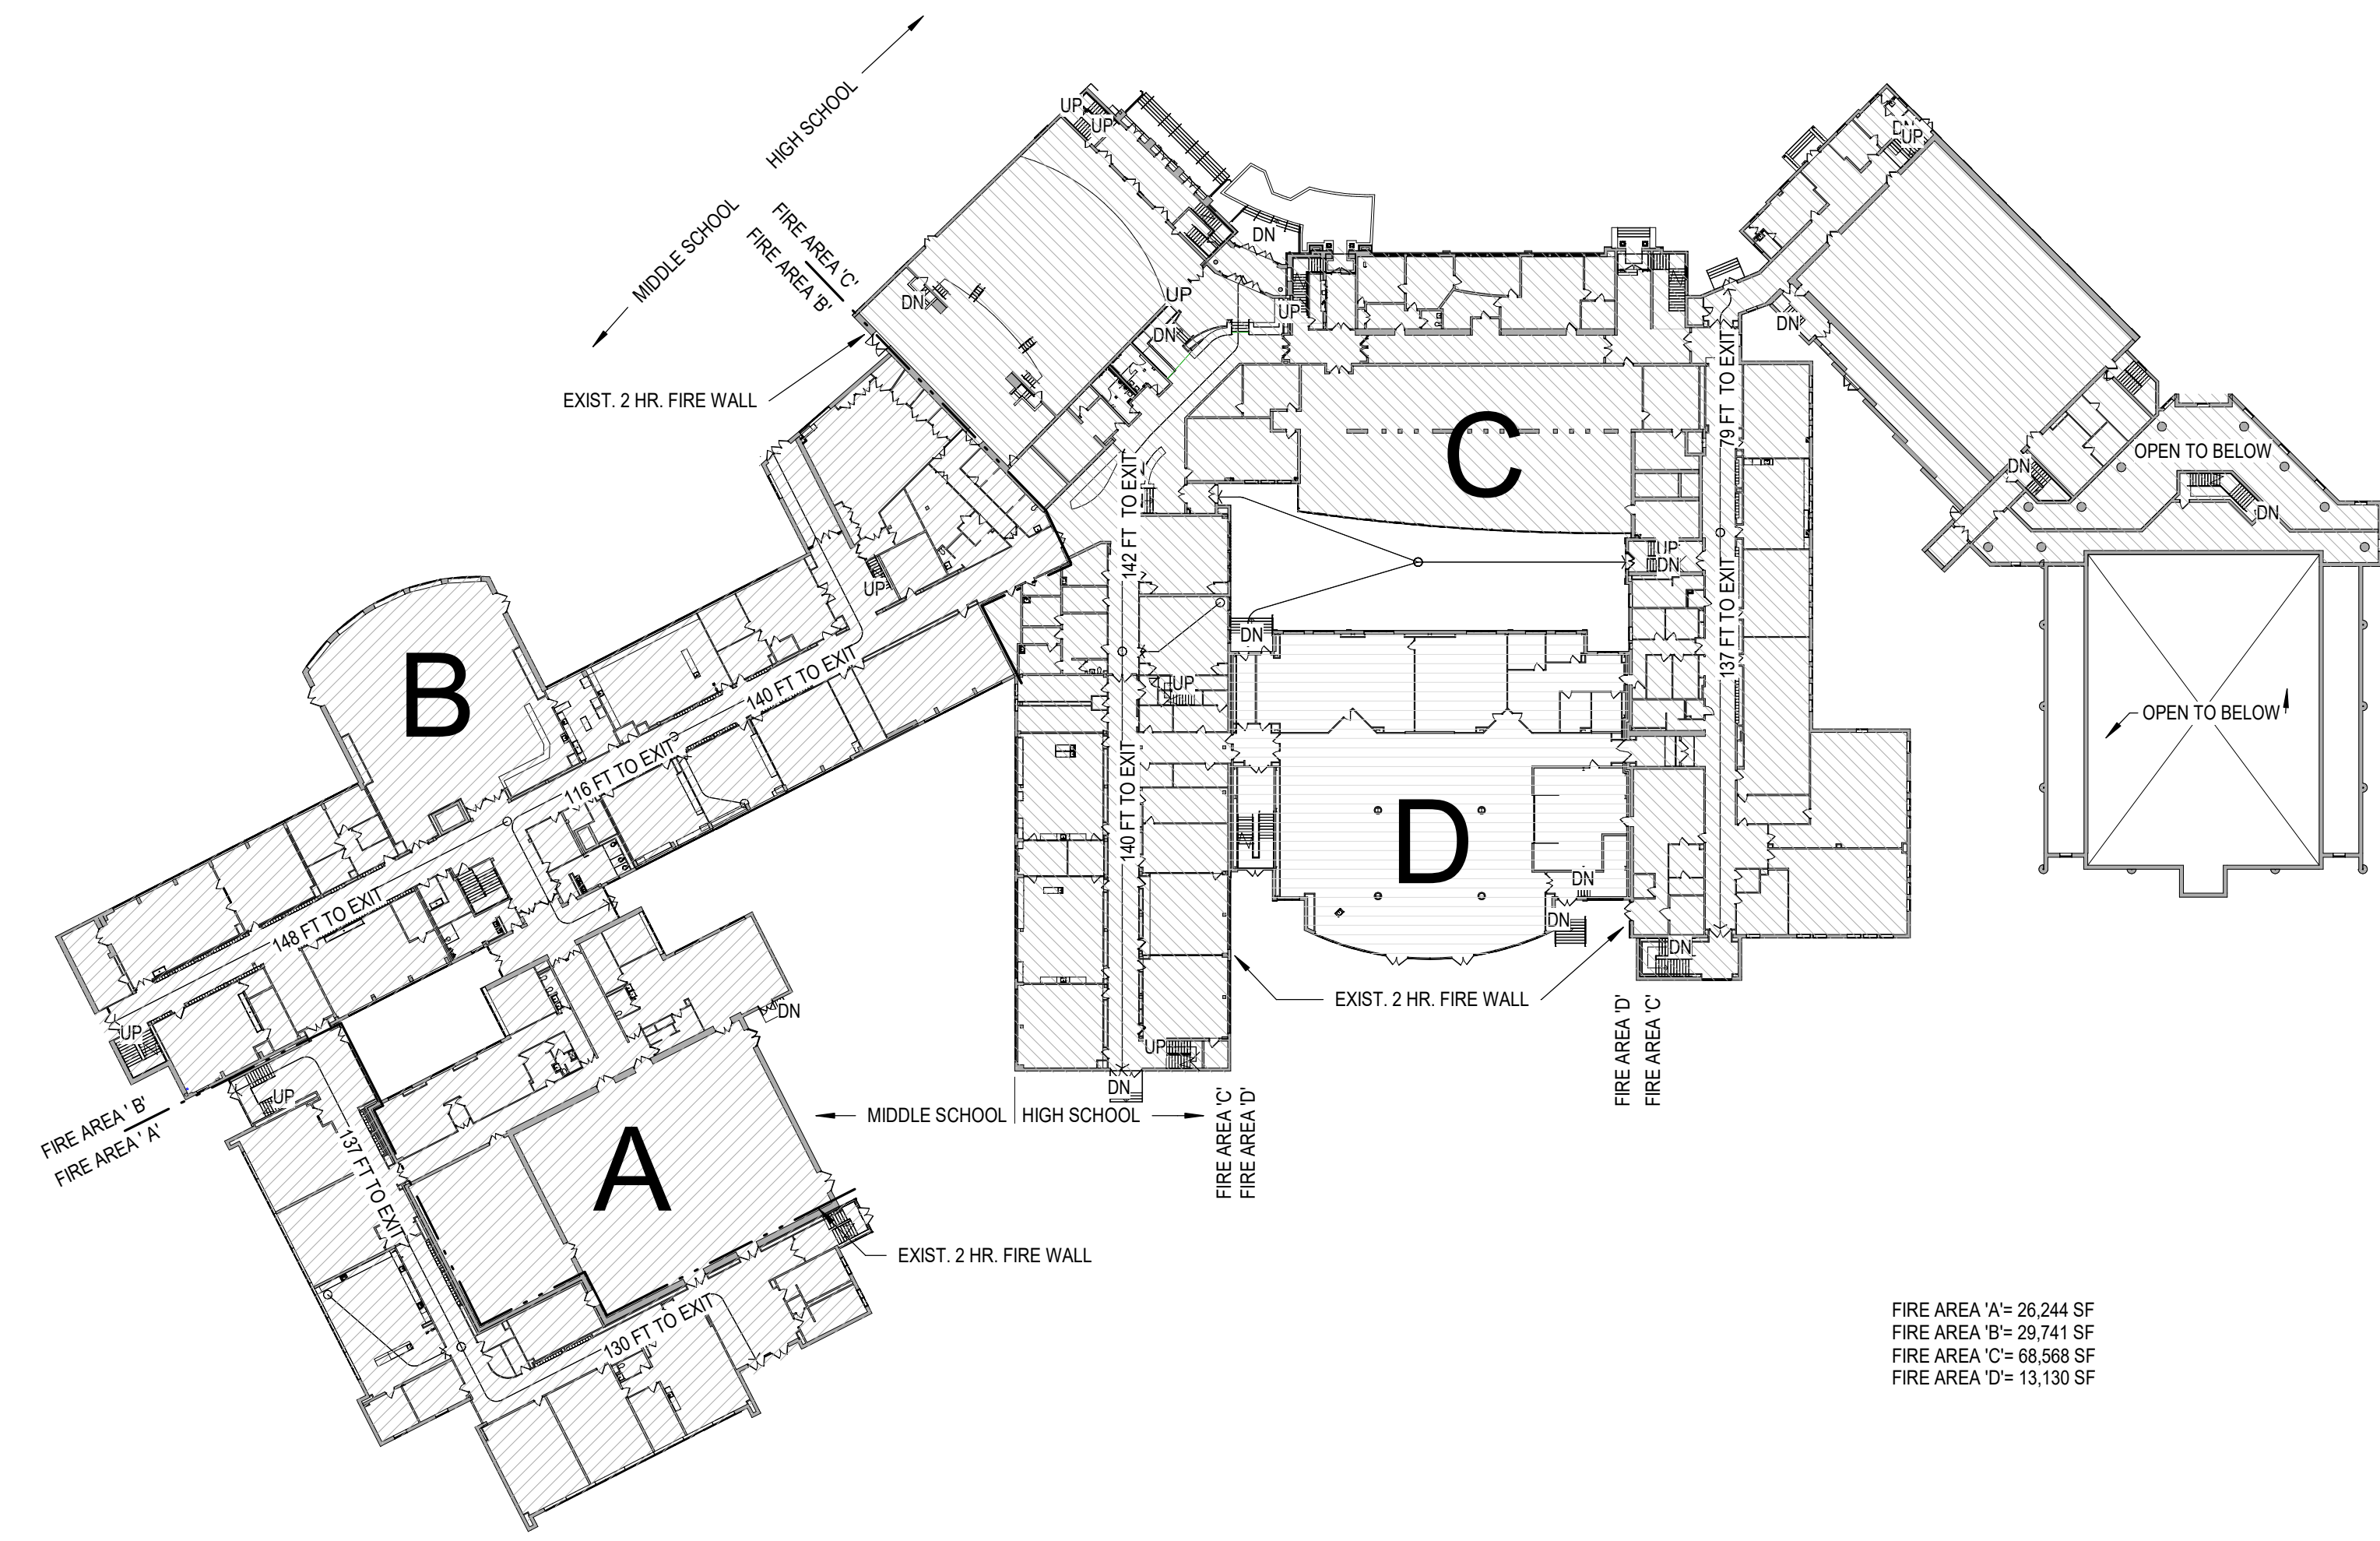 HIGH SCHOOL
MIDDLE SCHOOL
FIRE AREA 'C'
FIRE AREA 'B'
EXIST. 2 HR. FIRE WALL
UP
UP
DN
DN
UP
DN
UP
DN
UP
DN
DN
UP
OPEN TO BELOW
DN
DN
OPEN TO BELOW
C
79 FT TO EXIT
142 FT TO EXIT
UP
DN
137 FT TO EXIT
UP
DN
UP
B
140 FT TO EXIT
116 FT TO EXIT
148 FT TO EXIT
140 FT TO EXIT
D
DN
DN
DN
EXIST. 2 HR. FIRE WALL
FIRE AREA 'D'
FIRE AREA 'C'
UP
DN
UP
DN
UP
FIRE AREA ' B'
FIRE AREA ' A'
137 FT TO EXIT
A
MIDDLE SCHOOL
HIGH SCHOOL
FIRE AREA 'C'
FIRE AREA 'D'
EXIST. 2 HR. FIRE WALL
130 FT TO EXIT
FIRE AREA 'A'= 26,244 SF
FIRE AREA 'B'= 29,741 SF
FIRE AREA 'C'= 68,568 SF
FIRE AREA 'D'= 13,130 SF